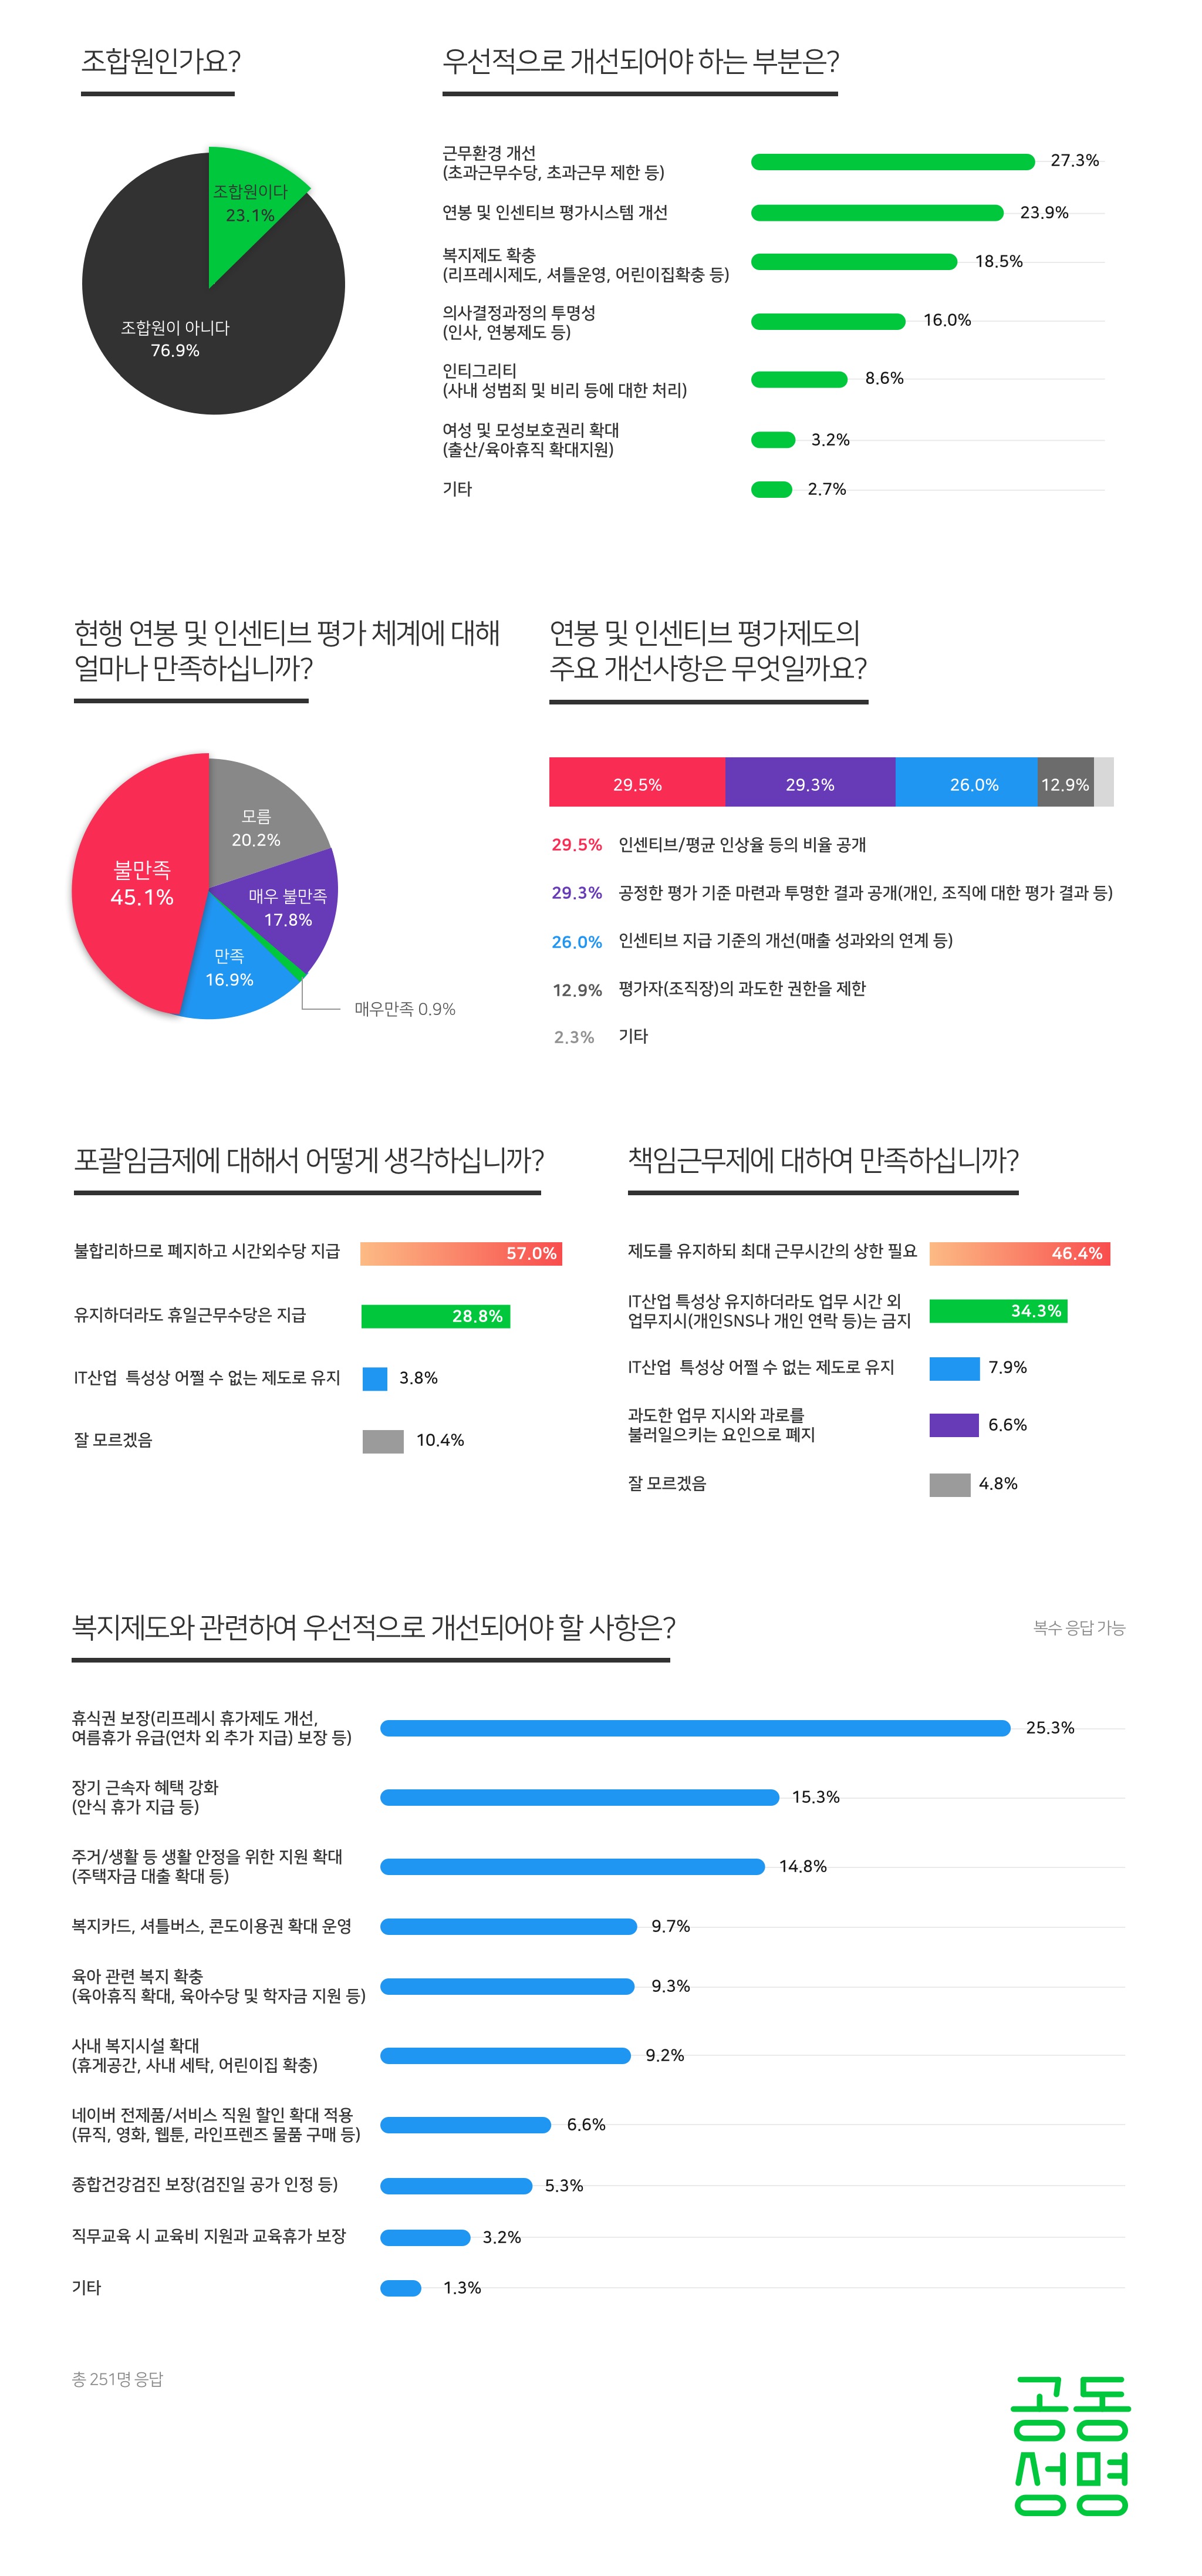 조합원인가요?
조합원이다
23.1%
조합원이 아니다
76.9%
우선적으로 개선되어야 하는 부분은?
근무환경 개선
(초과근무수당, 초과근무 제한 등)
27.3%
연봉 및 인센티브 평가시스템 개선
23.9%
복지제도 확충
(리프레시제도, 셔틀운영, 어린이집확충 등)
18.5%
의사결정과정의 투명성
(인사, 연봉제도 등)
16.0%
인티그리티
(사내 성범죄 및 비리 등에 대한 처리)
8.6%
여성 및 모성보호권리 확대
(출산/육아휴직 확대지원)
3.2%
기타
2.7%
현행 연봉 및 인센티브 평가 체계에 대해
얼마나 만족하십니까?
모름
20.2%
불만족
45.1%
매우 불만족
17.8%
만족
16.9%
매우만족 0.9%
연봉 및 인센티브 평가제도의
주요 개선사항은 무엇일까요?
29.5% 29.3% 26.0% 12.9%
29.5% 인센티브/평균 인상율 등의 비율 공개
29.3% 공정한 평가 기준 마련과 투명한 결과 공개(개인, 조직에 대한 평가 결과 등)
26.0% 인센티브 지급 기준의 개선(매출 성과와의 연계 등)
12.9% 평가자(조직장)의 과도한 권한을 제한
2.3% 기타
포괄임금제에 대해서 어떻게 생각하십니까?
불합리하므로 폐지하고 시간외수당 지급 57.0%
유지하더라도 휴일근무수당은 지급 28.8%
IT산업 특성상 어쩔 수 없는 제도로 유지 3.8%
잘 모르겠음 10.4%
책임근무제에 대하여 만족하십니까?
제도를 유지하되 최대 근무시간의 상한 필요 46.4%
IT산업 특성상 유지하더라도 업무 시간 외
업무지시(개인SNS나 개인 연락 등)는 금지
34.3%
IT산업 특성상 어쩔 수 없는 제도로 유지 7.9%
과도한 업무 지시와 과로를
불러일으키는 요인으로 폐지
6.6%
잘 모르겠음 4.8%
복지제도와 관련하여 우선적으로 개선되어야 할 사항은?
복수 응답 가능
휴식권 보장(리프레시 휴가제도 개선,
여름휴가 유급(연차 외 추가 지급) 보장 등)
25.3%
장기 근속자 혜택 강화
(안식 휴가 지급 등)
15.3%
주거/생활 등 생활 안정을 위한 지원 확대
(주택자금 대출 확대 등)
14.8%
복지카드, 셔틀버스, 콘도이용권 확대 운영 9.7%
육아 관련 복지 확충
(육아휴직 확대, 육아수당 및 학자금 지원 등)
9.3%
사내 복지시설 확대
(휴게공간, 사내 세탁, 어린이집 확충)
9.2%
네이버 전제품/서비스 직원 할인 확대 적용
(뮤직, 영화, 웹툰, 라인프렌즈 물품 구매 등)
6.6%
종합건강검진 보장(검진일 공가 인정 등) 5.3%
직무교육 시 교육비 지원과 교육휴가 보장 3.2%
기타 1.3%
총 251명 응답
공동
성명